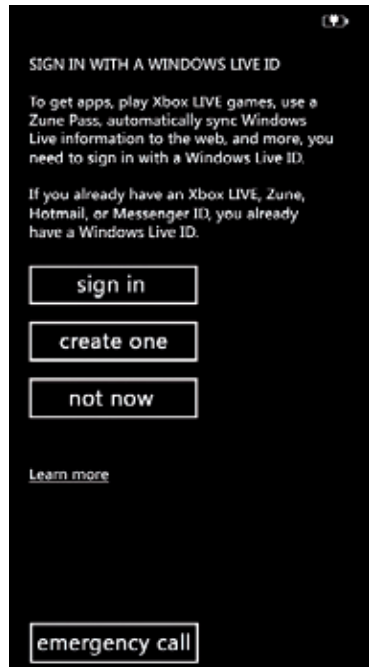 SIGN IN WITH A WINDOWS LIVE ID
To get apps, play Xbox LIVE games, use a
Zune Pass, automatically sync Windows
Live information to the web, and more, you
need to sign in with a Windows Live ID.
If you already have an Xbox LIVE, Zune,
Hotmail, or Messenger ID, you already
have a Windows Live ID.
sign in
create one
not now
Learn more
emergency call